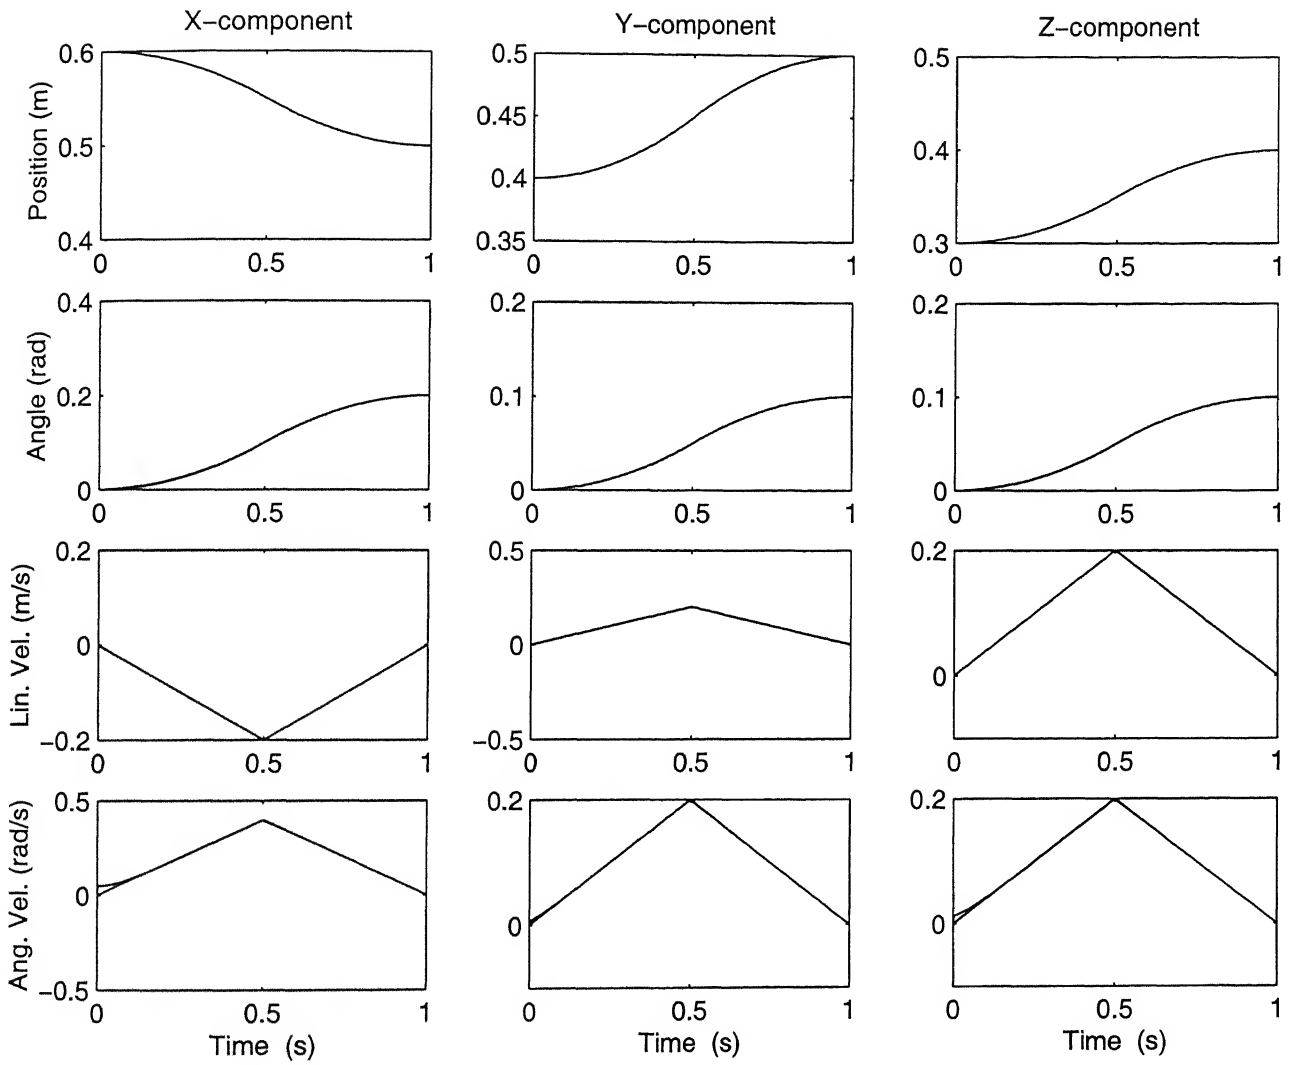 X−component Y−component Z−component
Position (m)
0.6
0.5
0.4
0 0.5 1
0.5
0.45
0.4
0.35
0 0.5 1
0.5
0.4
0.3
0 0.5 1
Angle (rad)
0.4
0.2
0
0 0.5 1
0.2
0.1
0
0 0.5 1
0.2
0.1
0
0 0.5 1
Lin. Vel. (m/s)
0.2
0
−0.2
0 0.5 1
0.5
0
−0.5
0 0.5 1
0.2
0
0 0.5 1
Ang. Vel. (rad/s)
0.5
0
−0.5
0 0.5 1
Time (s)
0.2
0
0 0.5 1
Time (s)
0.2
0
0 0.5 1
Time (s)